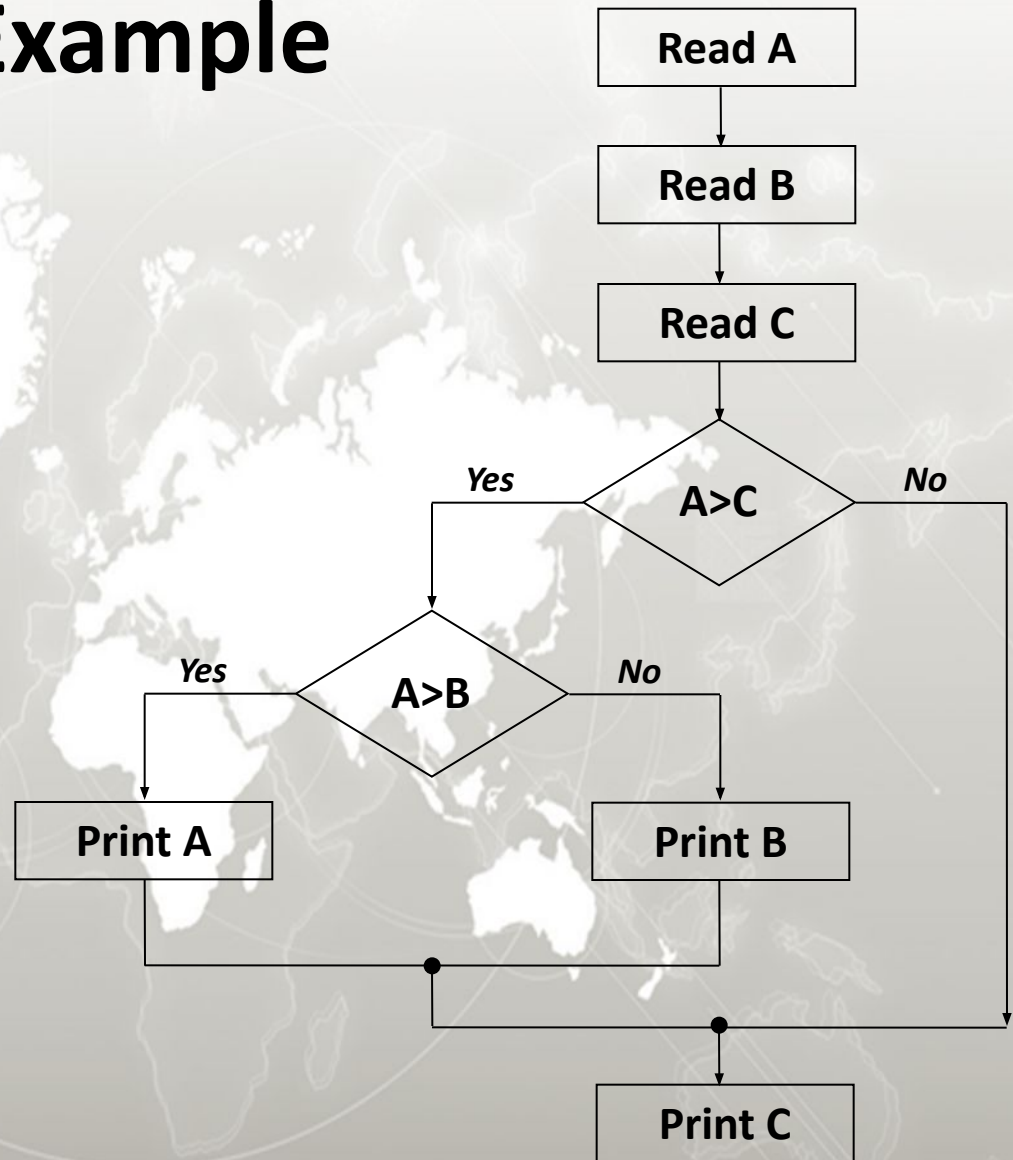 Example
Read A
Read B
Read C
A>C
Yes
No
A>B
Yes
No
Print A
Print B
Print C